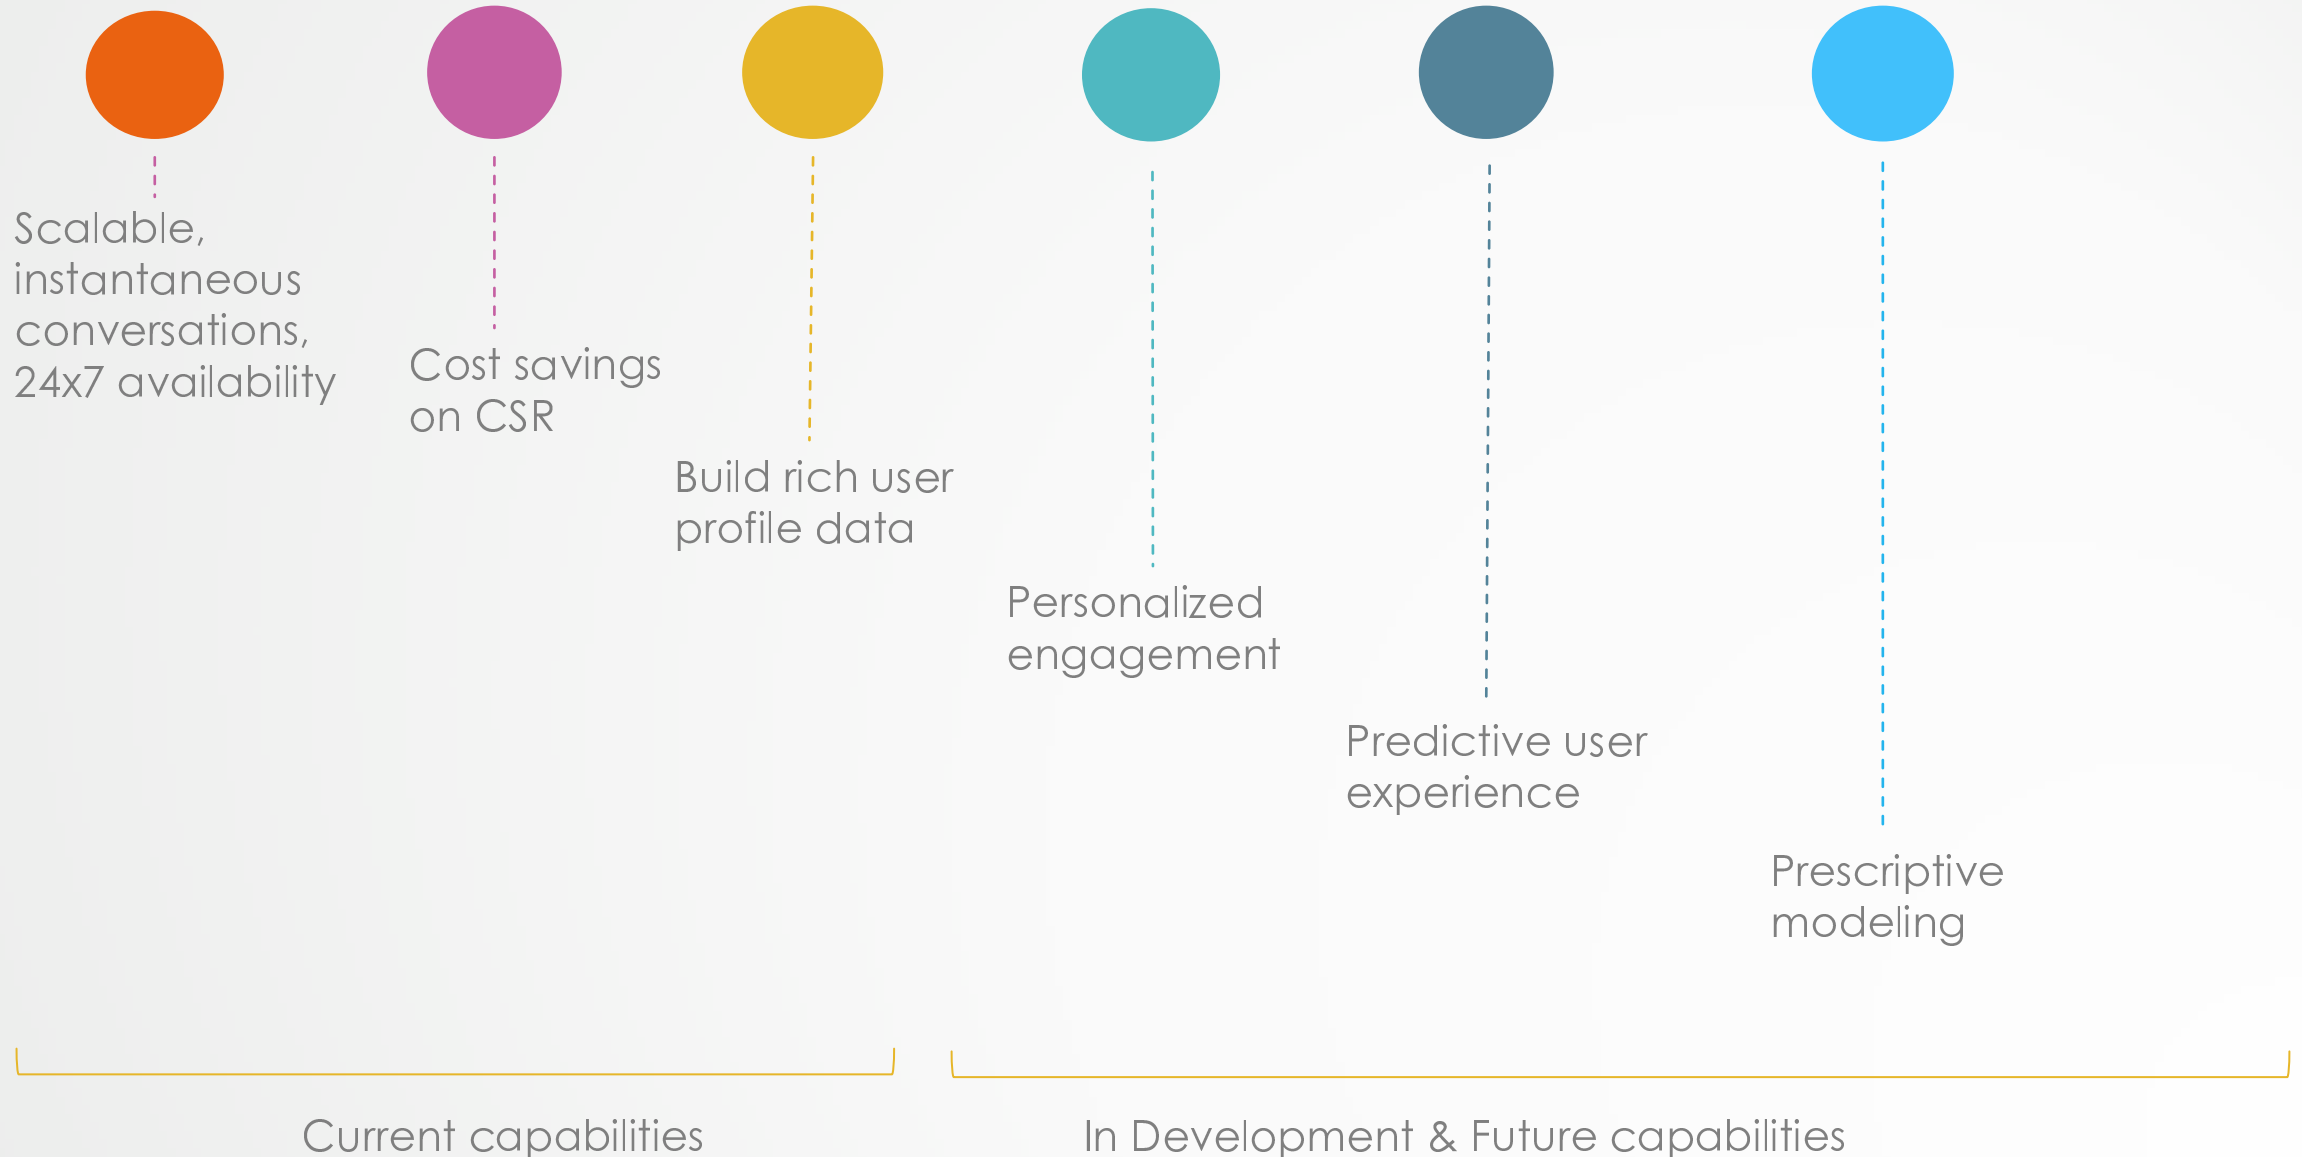 Scalable,
instantaneous
conversations,
24x7 availability
Cost savings
on CSR
Build rich user
profile data
Personalized
engagement
Predictive user
experience
Prescriptive
modeling
Current capabilities
In Development & Future capabilities